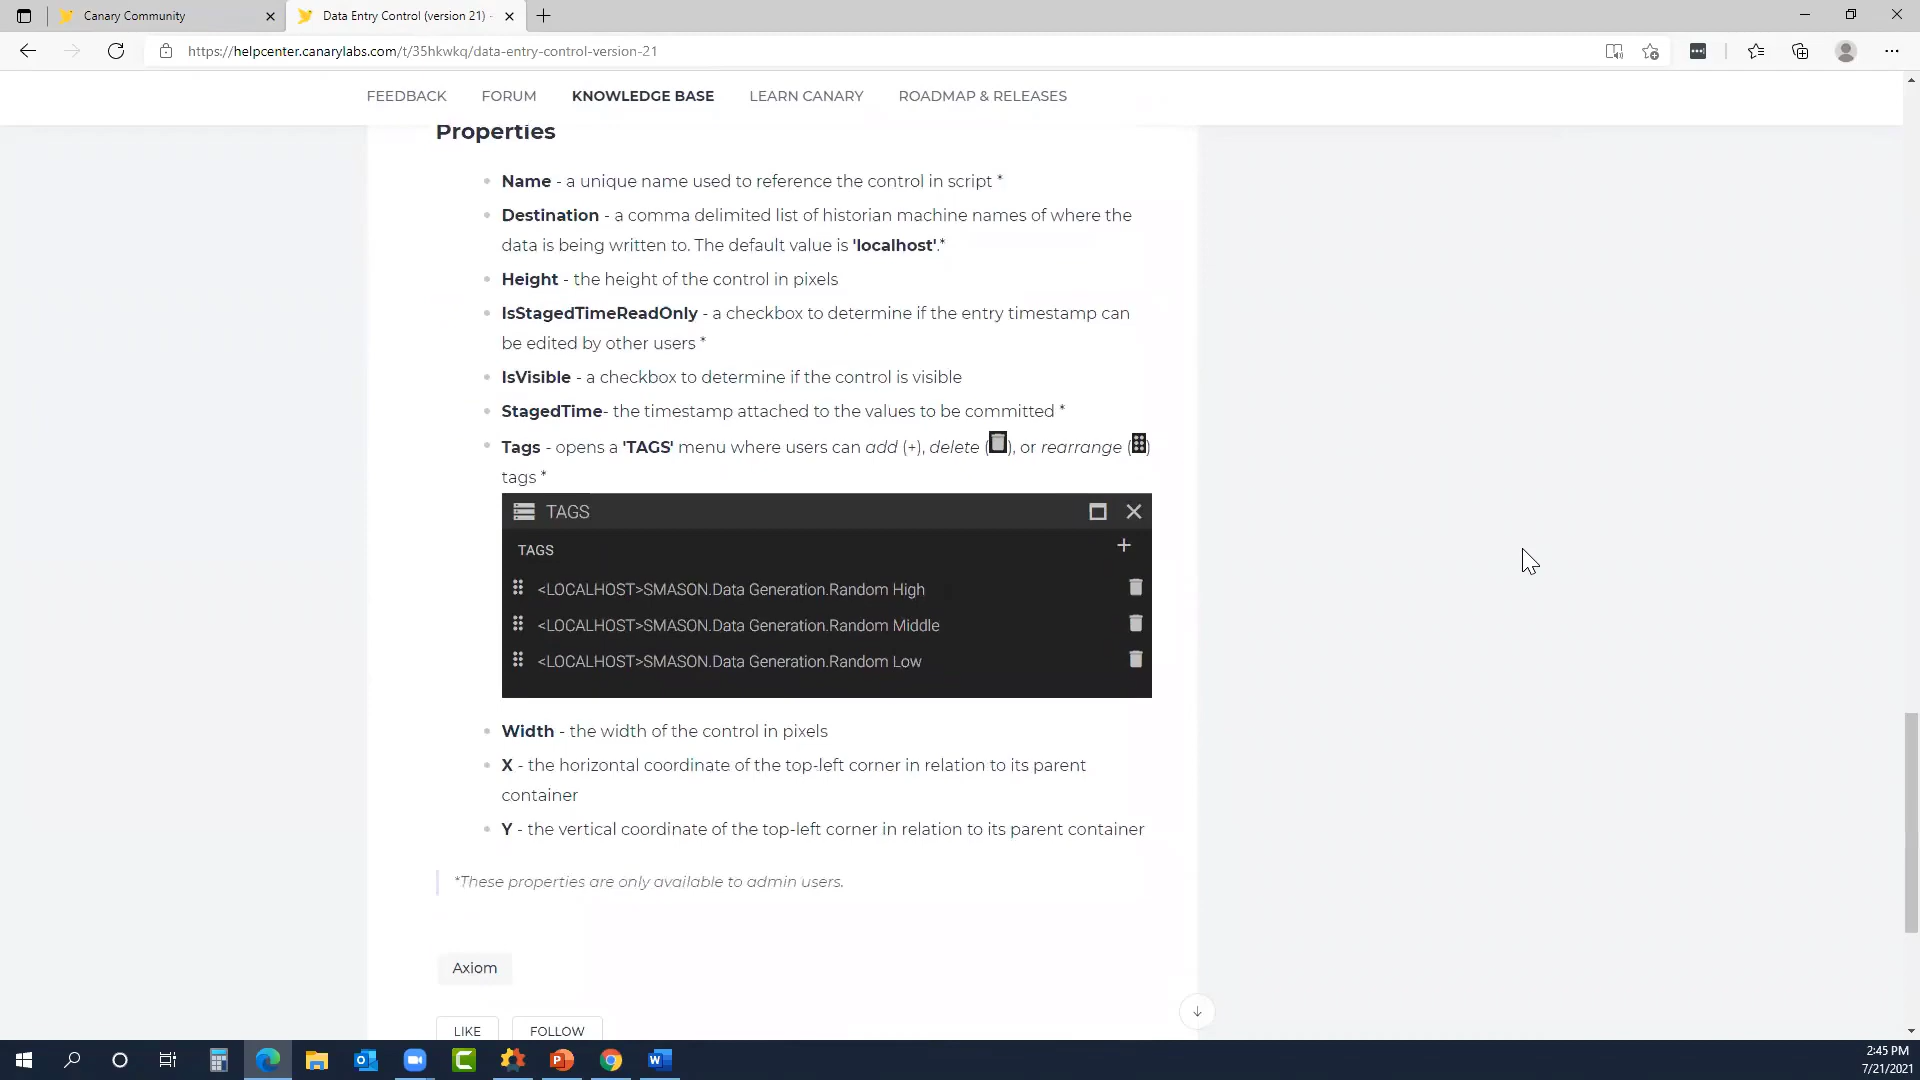 Canary Community
Data Entry Control (version 21) -
https://helpcenter.canarylabs.com/t/35hkwkq/data-entry-control-version-21
FEEDBACK FORUM KNOWLEDGE BASE LEARN CANARY ROADMAP & RELEASES
Properties
Name - a unique name used to reference the control in script *
Destination - a comma delimited list of historian machine names of where the
data is being written to. The default value is 'localhost'.*
Height - the height of the control in pixels
IsStagedTimeReadOnly - a checkbox to determine if the entry timestamp can
be edited by other users *
IsVisible - a checkbox to determine if the control is visible
StagedTime- the timestamp attached to the values to be committed *
Tags - opens a 'TAGS' menu where users can add (+), delete ( ), or rearrange ( )
tags *
TAGS
TAGS
<LOCALHOST>SMASON.Data Generation.Random High
<LOCALHOST>SMASON.Data Generation.Random Middle
<LOCALHOST>SMASON.Data Generation.Random Low
Width - the width of the control in pixels
X - the horizontal coordinate of the top-left corner in relation to its parent
container
Y - the vertical coordinate of the top-left corner in relation to its parent container
*These properties are only available to admin users.
Axiom
LIKE FOLLOW
2:45 PM
7/21/2021